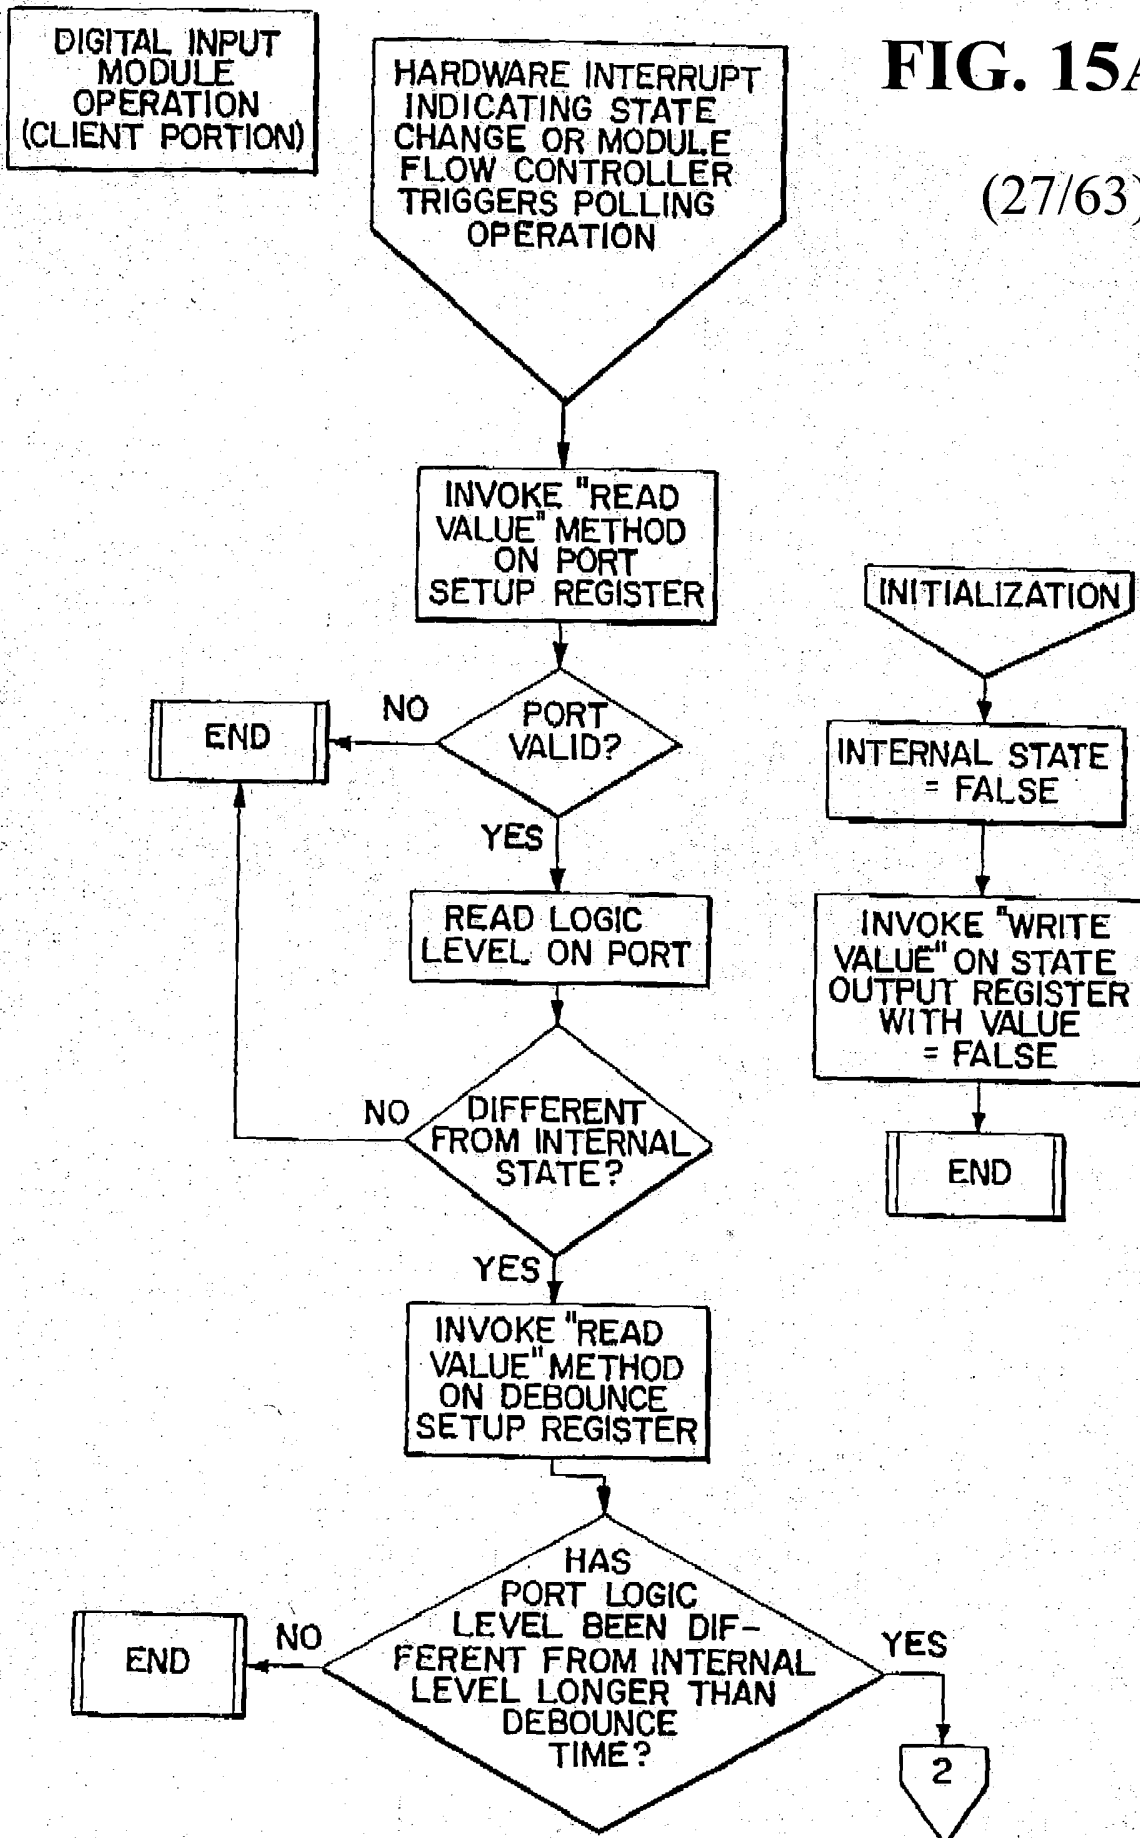 DIGITAL INPUT
MODULE
OPERATION
(CLIENT PORTION)
HARDWARE INTERRUPT
INDICATING STATE
CHANGE OR MODULE
FLOW CONTROLLER
TRIGGERS POLLING
OPERATION
FIG. 15A
(27/63)
INVOKE "READ
VALUE" METHOD
ON PORT
SETUP REGISTER
PORT
VALID?
NO
END
YES
READ LOGIC
LEVEL ON PORT
DIFFERENT
FROM INTERNAL
STATE?
NO
YES
INVOKE "READ
VALUE" METHOD
ON DEBOUNCE
SETUP REGISTER
HAS
PORT LOGIC
LEVEL BEEN DIF-
FERENT FROM INTERNAL
LEVEL LONGER THAN
DEBOUNCE
TIME?
NO
END
YES
2
INITIALIZATION
INTERNAL STATE
= FALSE
INVOKE "WRITE
VALUE" ON STATE
OUTPUT REGISTER
WITH VALUE
= FALSE
END